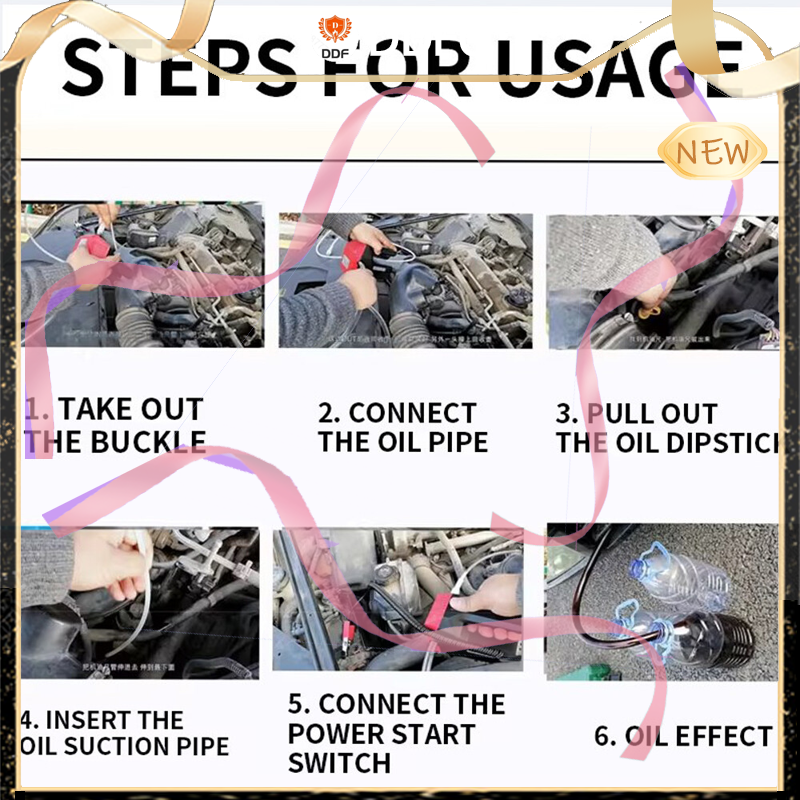 DDF
STEPS FOR USAGE
NEW
1. TAKE OUT
THE BUCKLE
2. CONNECT
THE OIL PIPE
3. PULL OUT
THE OIL DIPSTICK
4. INSERT THE
OIL SUCTION PIPE
5. CONNECT THE
POWER START
SWITCH
6. OIL EFFECT